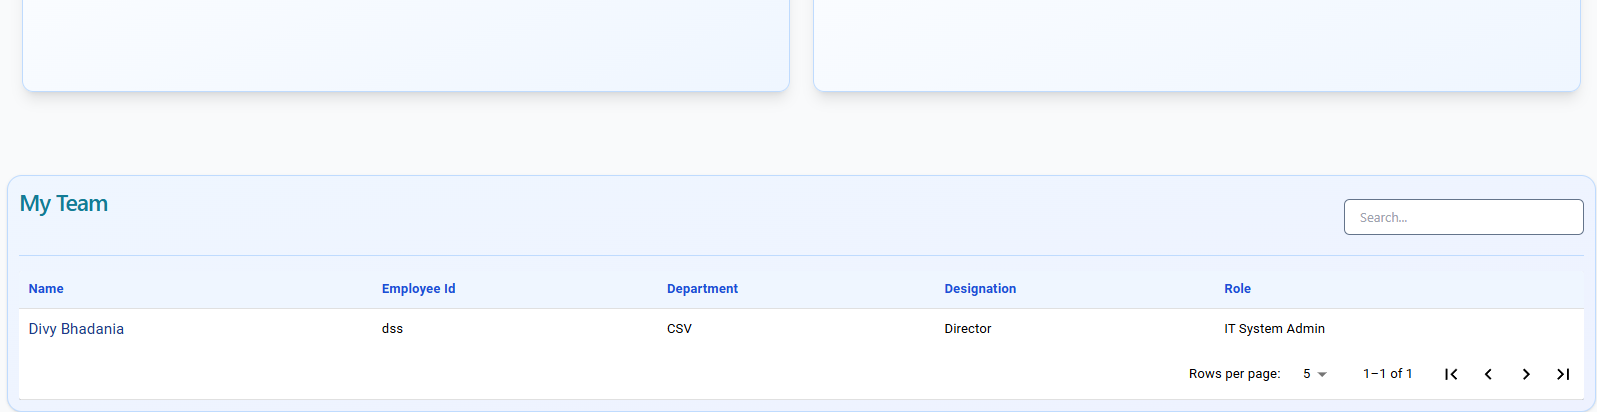 My Team
Search...
Name Employee Id Department Designation Role
Divy Bhadania dss CSV Director IT System Admin
Rows per page: 5 1–1 of 1